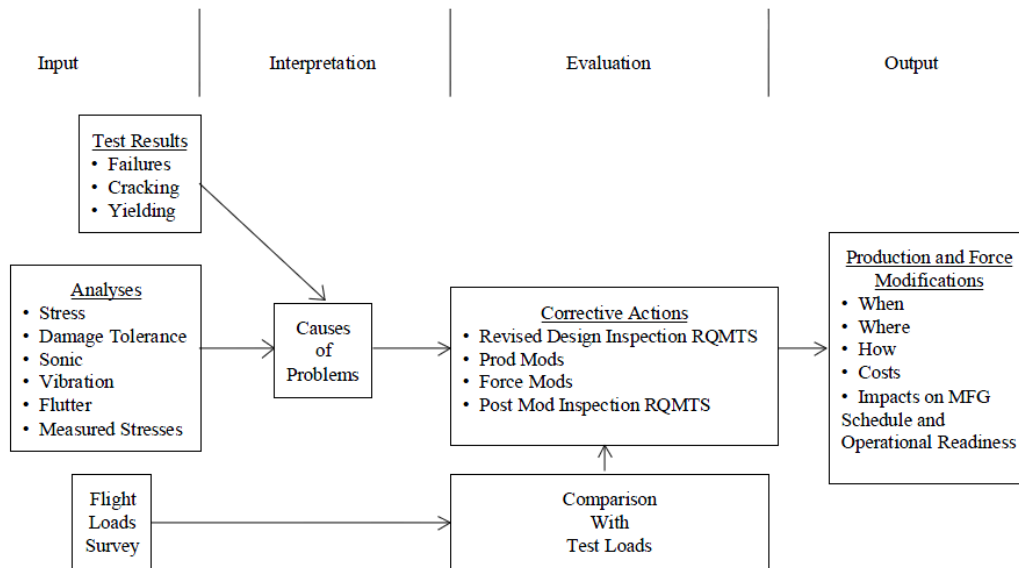 Input
Interpretation
Evaluation
Output
Test Results
• Failures
• Cracking
• Yielding
Analyses
• Stress
• Damage Tolerance
• Sonic
• Vibration
• Flutter
• Measured Stresses
Flight
Loads
Survey
Causes
of
Problems
Corrective Actions
• Revised Design Inspection RQMTS
• Prod Mods
• Force Mods
• Post Mod Inspection RQMTS
Comparison
With
Test Loads
Production and Force
Modifications
• When
• Where
• How
• Costs
• Impacts on MFG
Schedule and
Operational Readiness